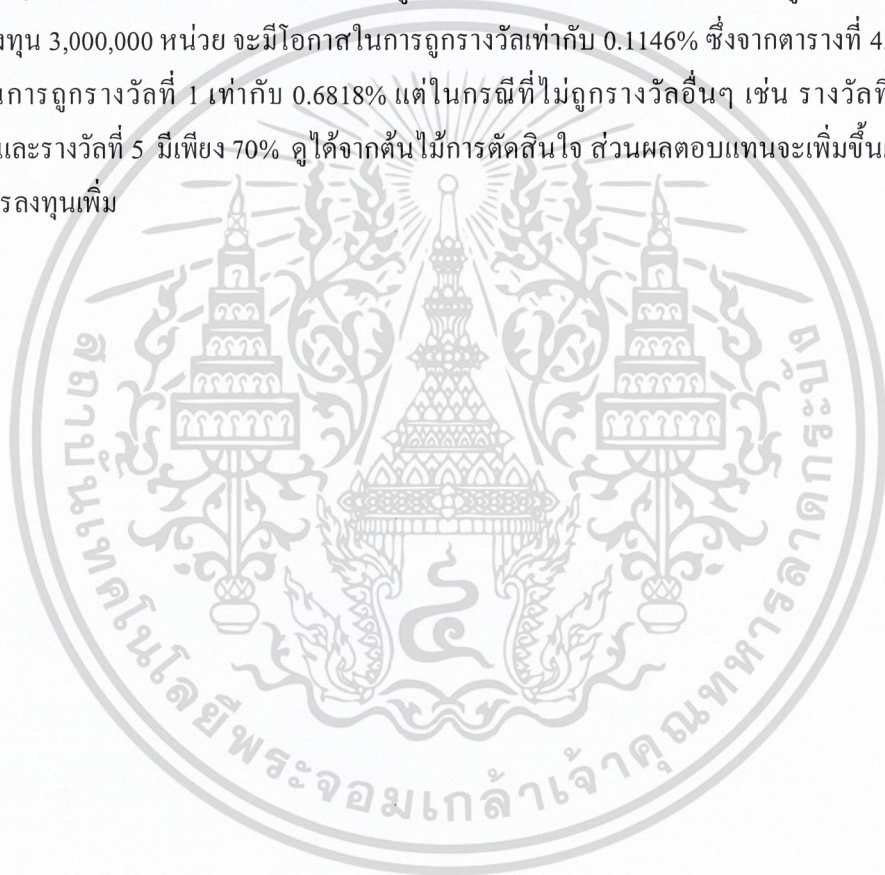 งทุน 3,000,000 หน่วย จะมีโอกาสในการถูกรางวัลเท่ากับ 0.1146% ซึ่งจากตารางที่ 4
นการถูกรางวัลที่ 1 เท่ากับ 0.6818% แต่ในกรณีที่ไม่ถูกรางวัลอื่นๆ เช่น รางวัลที่
และรางวัลที่ 5 มีเพียง 70% ดูได้จากต้นไม้การตัดสินใจ ส่วนผลตอบแทนจะเพิ่มขึ้น
รลงทุนเพิ่ม
สถาบันเทคโนโลยีพระจอมเกล้าเจ้าคุณทหารลาดกระบัง